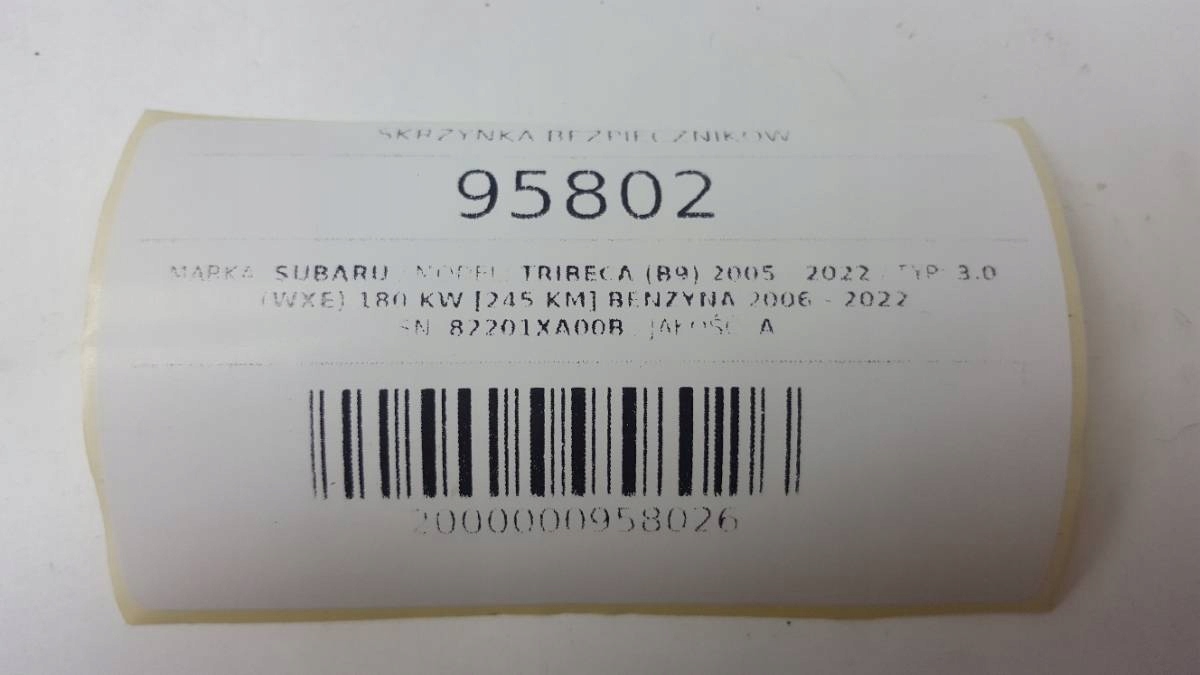 SKRZYNKA BEZPIECZNIKÓW
95802
MARKA: SUBARU / MODEL: TRIBECA (B9) 2005 - 2022 / TYP: 3.0
(WXE) 180 KW [245 KM] BENZYNA 2006 - 2022
SN: 82201XA00B / JAKOŚĆ: A
2000000958026